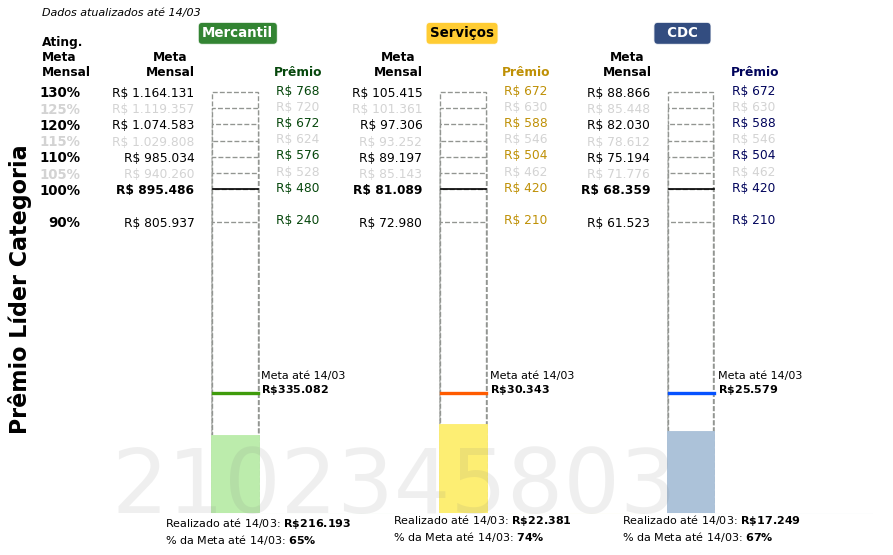 Dados atualizados até 14/03
Mercantil Serviços CDC
Ating. Meta Mensal
Meta Mensal Prêmio Meta Mensal Prêmio Meta Mensal Prêmio
130% R$ 1.164.131 R$ 768 R$ 105.415 R$ 672 R$ 88.866 R$ 672
125% R$ 1.119.357 R$ 720 R$ 101.361 R$ 630 R$ 85.448 R$ 630
120% R$ 1.074.583 R$ 672 R$ 97.306 R$ 588 R$ 82.030 R$ 588
115% R$ 1.029.808 R$ 624 R$ 93.252 R$ 546 R$ 78.612 R$ 546
110% R$ 985.034 R$ 576 R$ 89.197 R$ 504 R$ 75.194 R$ 504
105% R$ 940.260 R$ 528 R$ 85.143 R$ 462 R$ 71.776 R$ 462
100% R$ 895.486 R$ 480 R$ 81.089 R$ 420 R$ 68.359 R$ 420
90% R$ 805.937 R$ 240 R$ 72.980 R$ 210 R$ 61.523 R$ 210
Prêmio Líder Categoria
Meta até 14/03 Meta até 14/03 Meta até 14/03
R$335.082 R$30.343 R$25.579
2102345803
Realizado até 14/03: R$216.193 Realizado até 14/03: R$22.381 Realizado até 14/03: R$17.249
% da Meta até 14/03: 65% % da Meta até 14/03: 74% % da Meta até 14/03: 67%